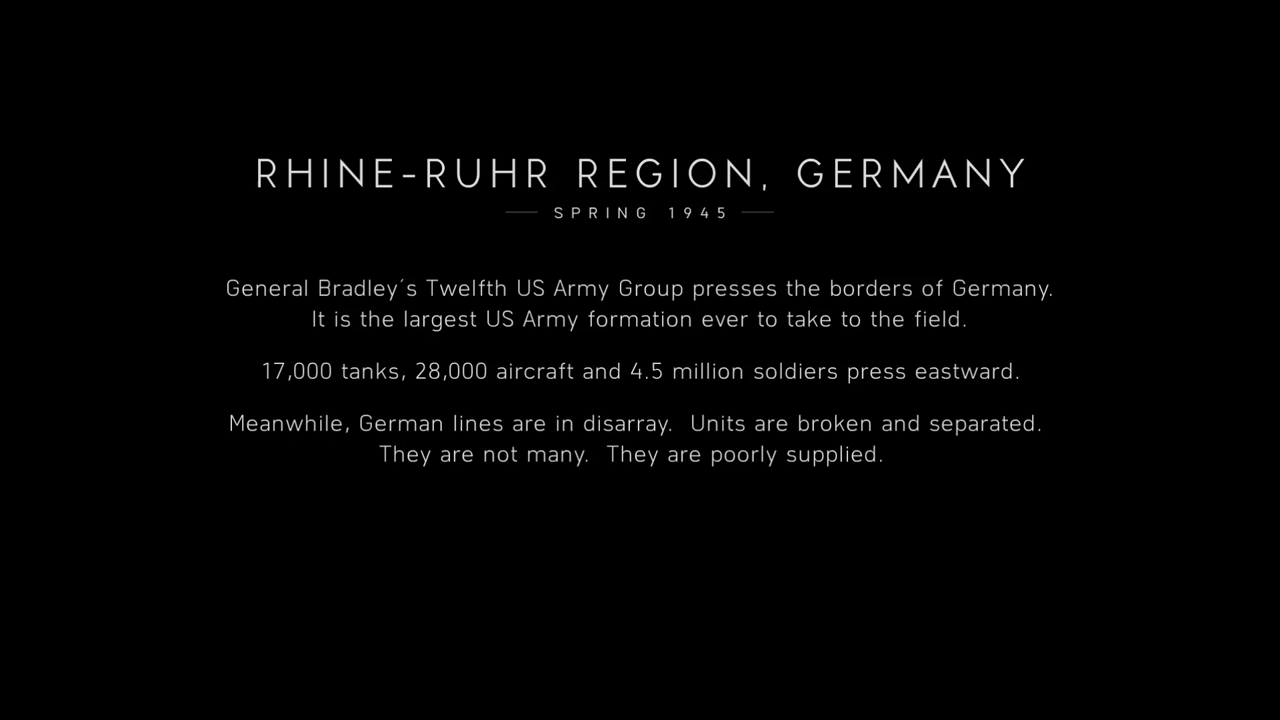 RHINE-RUHR REGION, GERMANY
SPRING 1945
General Bradley´s Twelfth US Army Group presses the borders of Germany.
It is the largest US Army formation ever to take to the field.
17,000 tanks, 28,000 aircraft and 4.5 million soldiers press eastward.
Meanwhile, German lines are in disarray.  Units are broken and separated.
They are not many.  They are poorly supplied.